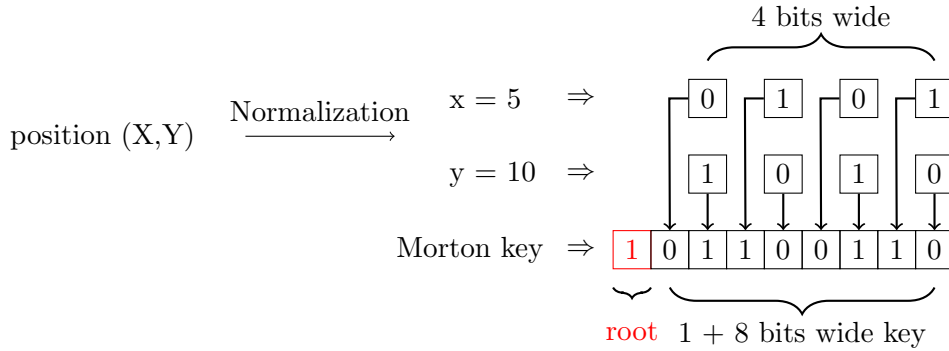 4 bits wide
x = 5 ⇒ 0 1 0 1
position (X,Y) Normalization
y = 10 ⇒ 1 0 1 0
Morton key ⇒ 1 0 1 1 0 0 1 1 0
root 1 + 8 bits wide key